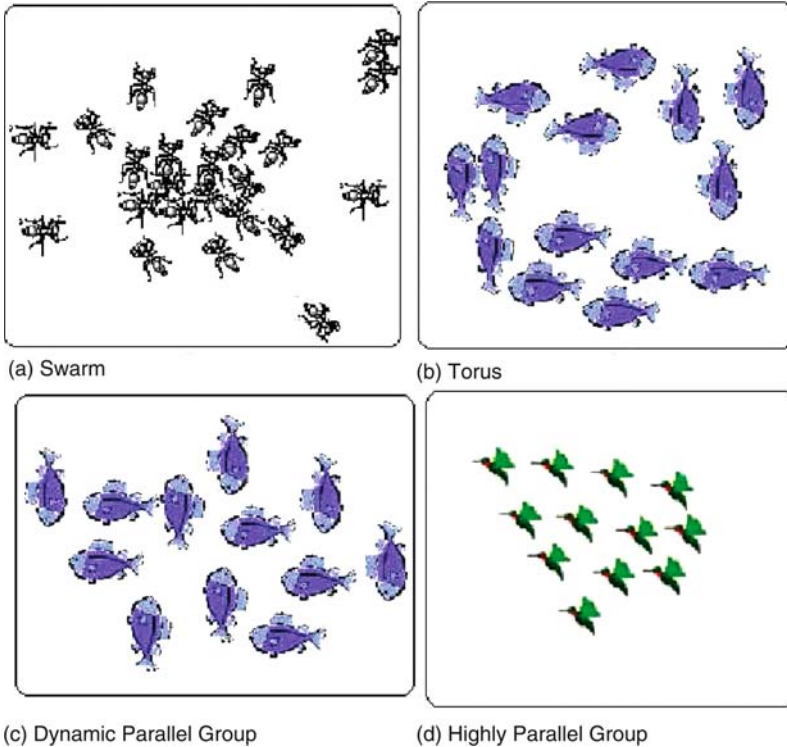 (a) Swarm
(b) Torus
(c) Dynamic Parallel Group
(d) Highly Parallel Group